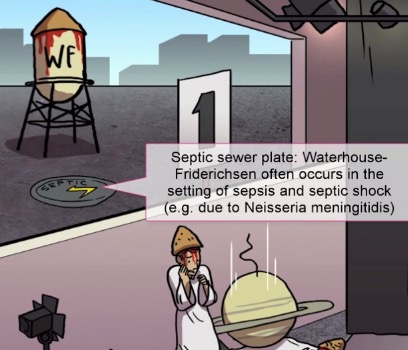 WF
1
Septic sewer plate: Waterhouse-
Friderichsen often occurs in the
setting of sepsis and septic shock
(e.g. due to Neisseria meningitidis)
SEPTIC